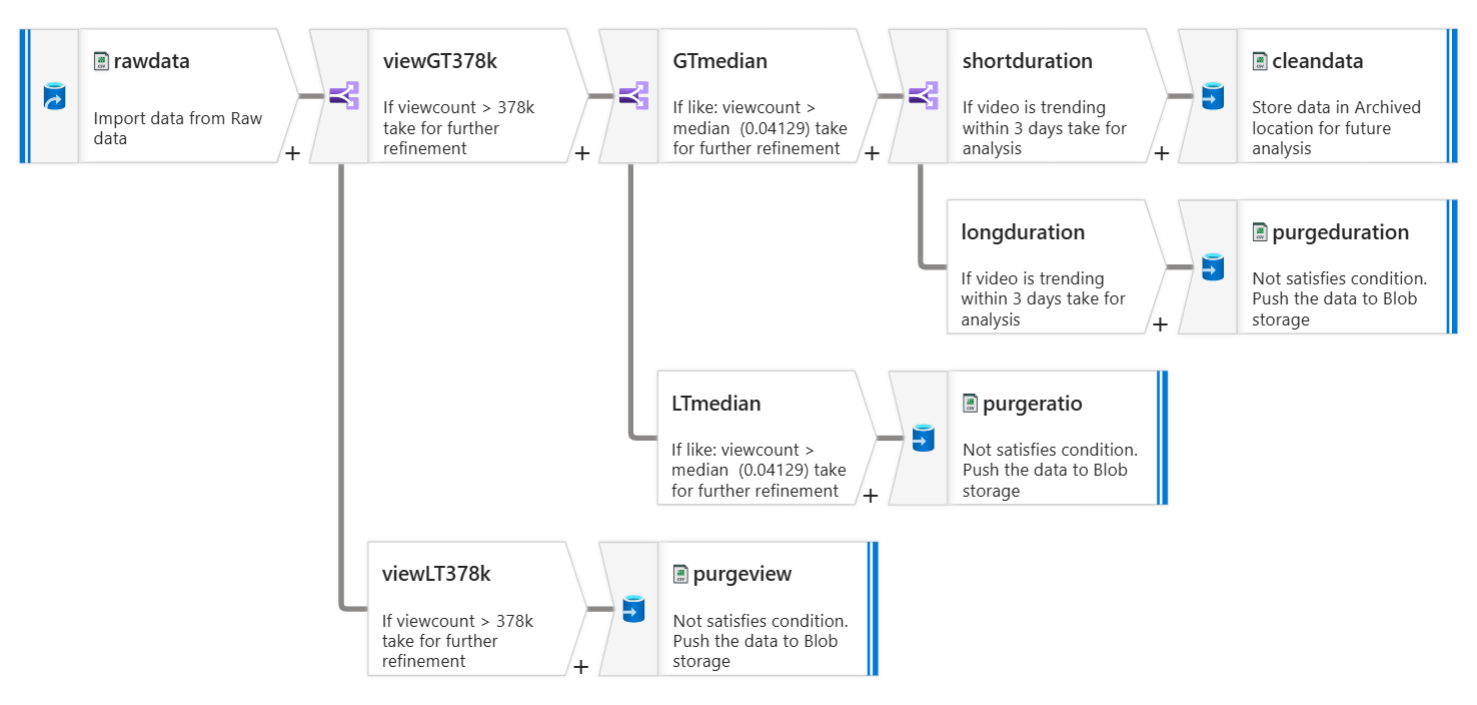 rawdata
Import data from Raw
data
+
viewGT378k
If viewcount > 378k
take for further
refinement
+
GTmedian
If like: viewcount >
median  (0.04129) take
for further refinement
+
shortduration
If video is trending
within 3 days take for
analysis
+
cleandata
Store data in Archived
location for future
analysis
longduration
If video is trending
within 3 days take for
analysis
+
purgeduration
Not satisfies condition.
Push the data to Blob
storage
LTmedian
If like: viewcount >
median  (0.04129) take
for further refinement
+
purgeratio
Not satisfies condition.
Push the data to Blob
storage
viewLT378k
If viewcount > 378k
take for further
refinement
+
purgeview
Not satisfies condition.
Push the data to Blob
storage